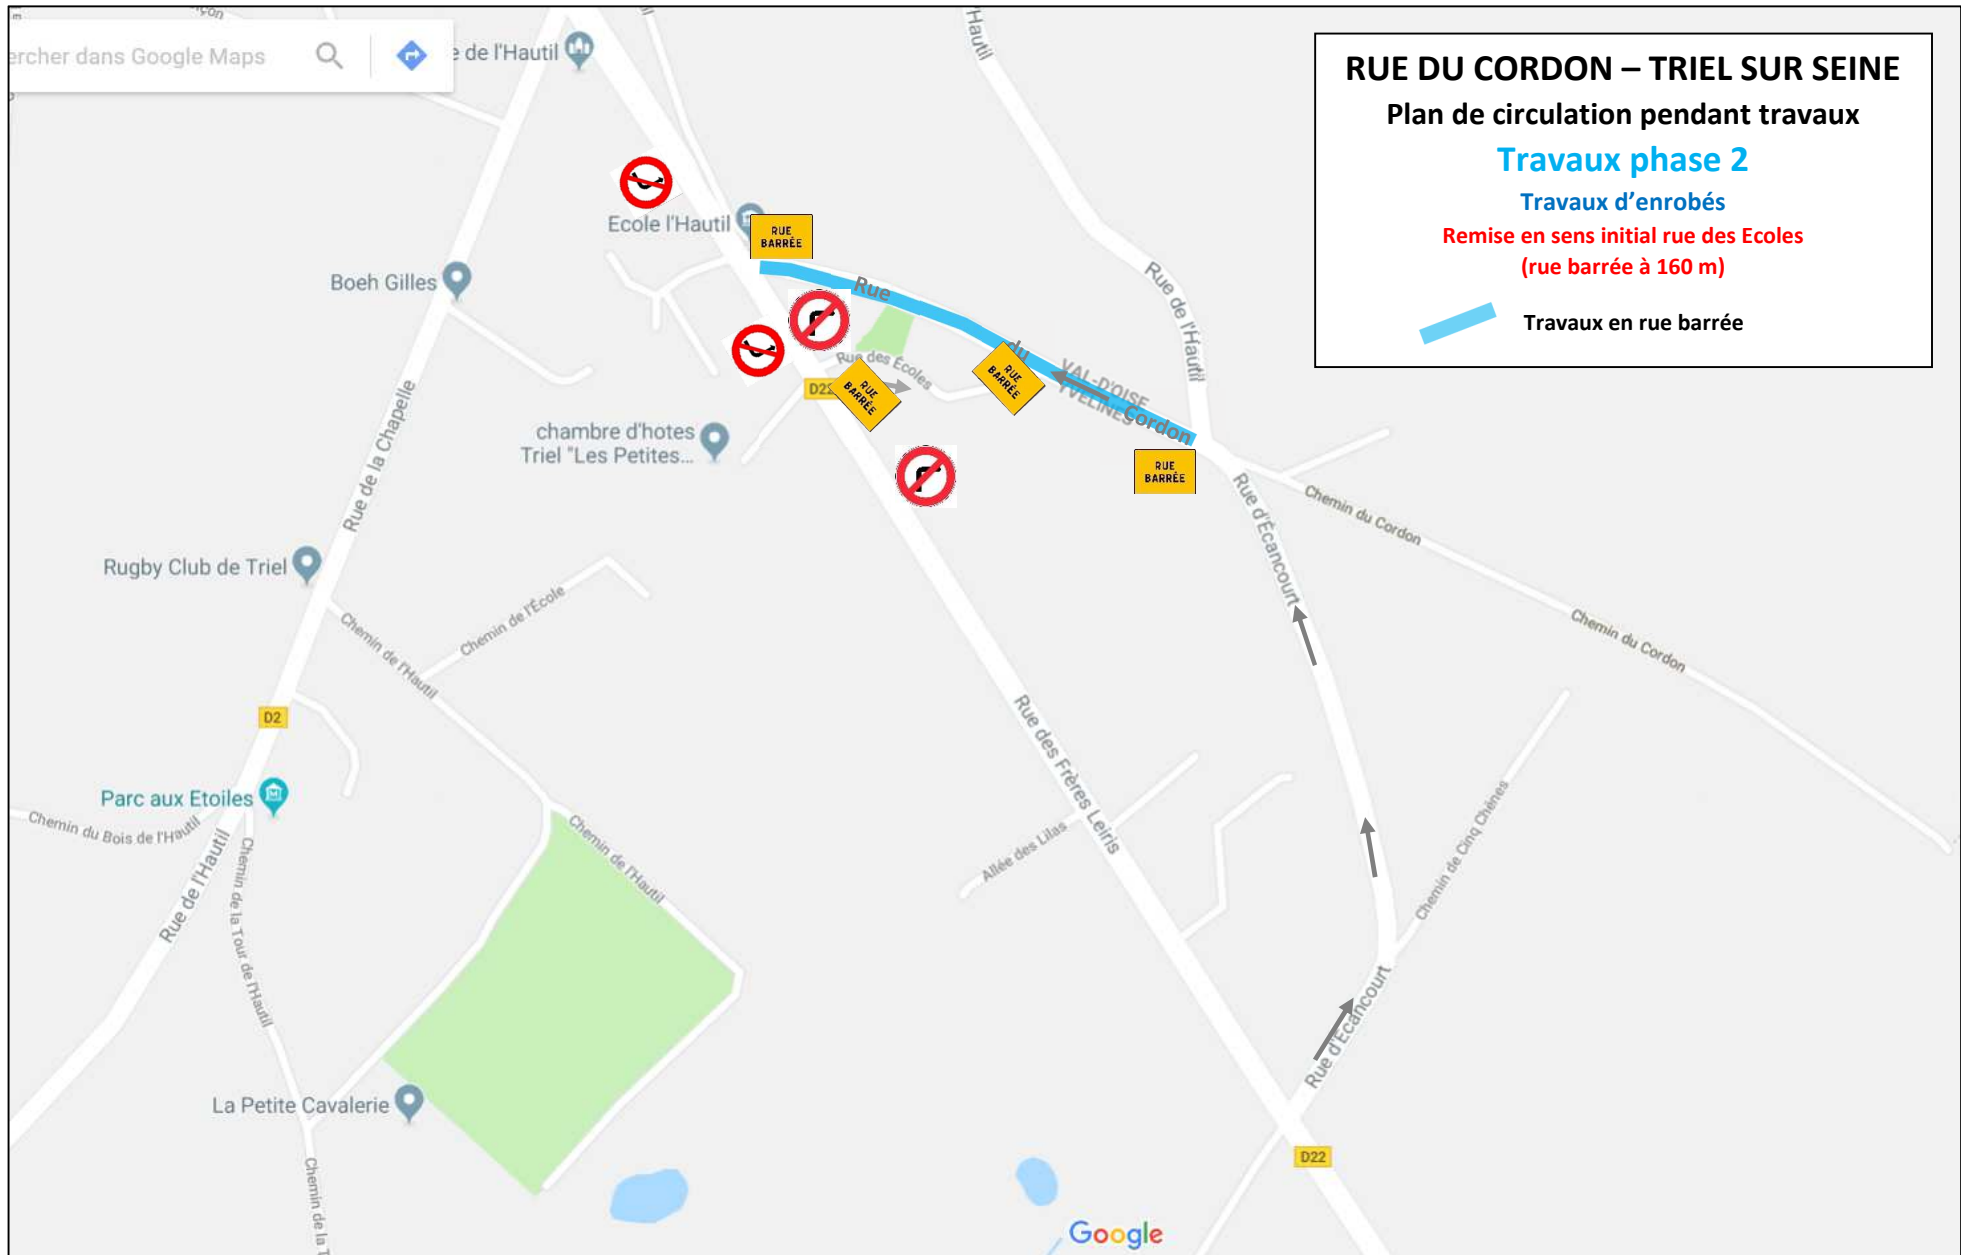 RUE DU CORDON – TRIEL SUR SEINE
Plan de circulation pendant travaux
Travaux phase 2
Travaux d'enrobés
Remise en sens initial rue des Ecoles
(rue barrée à 160 m)
Travaux en rue barrée
ercher dans Google Maps
e de l'Hautil
Hautil
Ecole l'Hautil
RUE
BARRÉE
Boeh Gilles
Rue
du
Cordon
Rue de l'Hautil
Rue des Écoles
D22
RUE
BARRÉE
RUE
BARRÉE
VAL-D'OISE
YVELINES
RUE
BARRÉE
chambre d'hotes
Triel "Les Petites...
Rue de la Chapelle
Rue d'Écancourt
Chemin du Cordon
Chemin du Cordon
Rugby Club de Triel
Chemin de l'École
Chemin de l'Hautil
D2
Rue des Frères Leiris
Parc aux Etoiles
Chemin du Bois de l'Hautil
Rue de l'Hautil
Chemin de la Tour de l'Hautil
Chemin de l'Hautil
Allée des Lilas
Chemin de Cinq Chênes
Rue d'Écancourt
La Petite Cavalerie
Chemin de la T
D22
Google